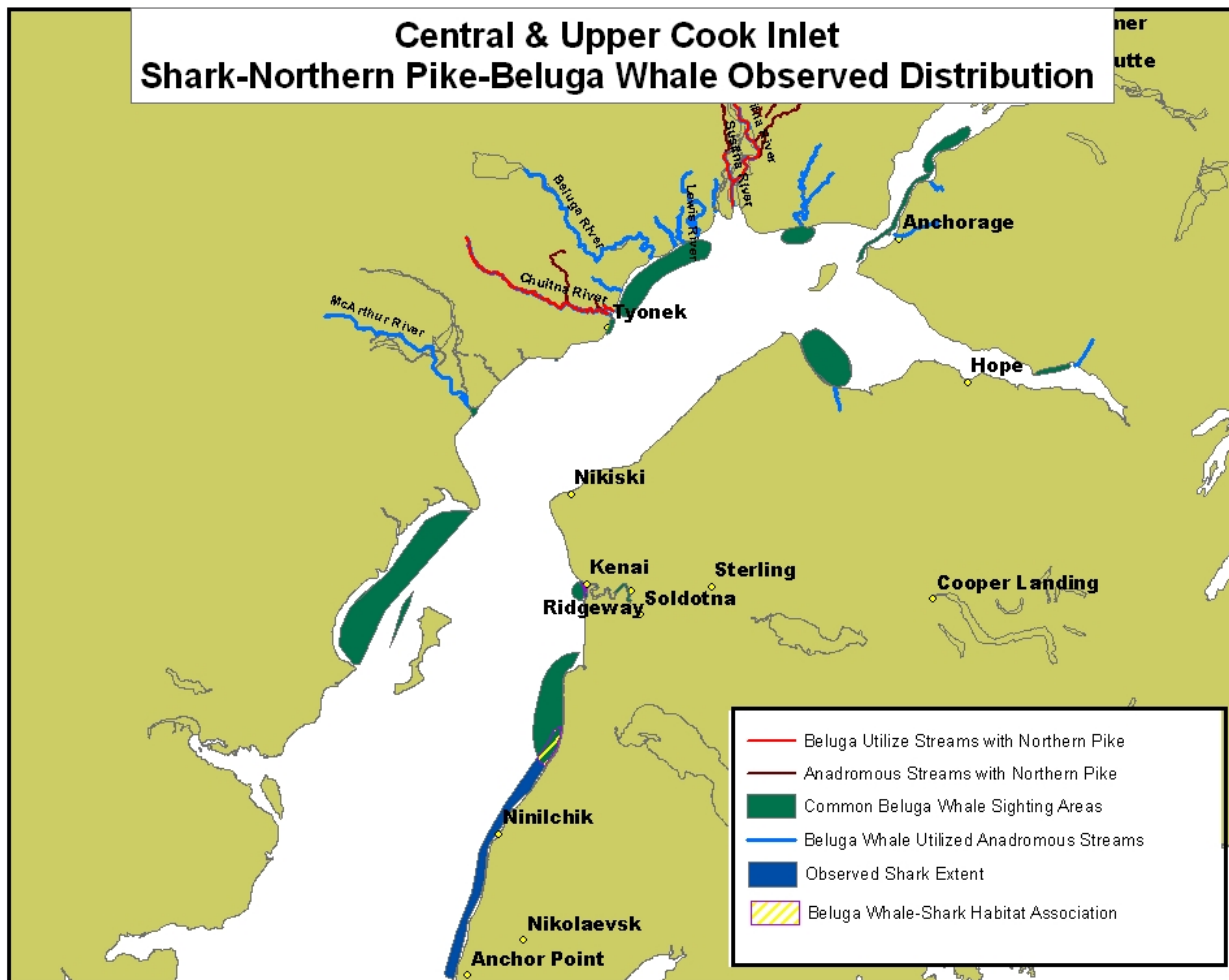 Central & Upper Cook Inlet
Shark-Northern Pike-Beluga Whale Observed Distribution
Susitna River
River
Beluga River
Lewis River
Anchorage
Chuitna River
Tyonek
McArthur River
Hope
Nikiski
Kenai
Sterling
Cooper Landing
Soldotna
Ridgeway
Ninilchik
Nikolaevsk
Anchor Point
Beluga Utilize Streams with Northern Pike
Anadromous Streams with Northern Pike
Common Beluga Whale Sighting Areas
Beluga Whale Utilized Anadromous Streams
Observed Shark Extent
Beluga Whale-Shark Habitat Association